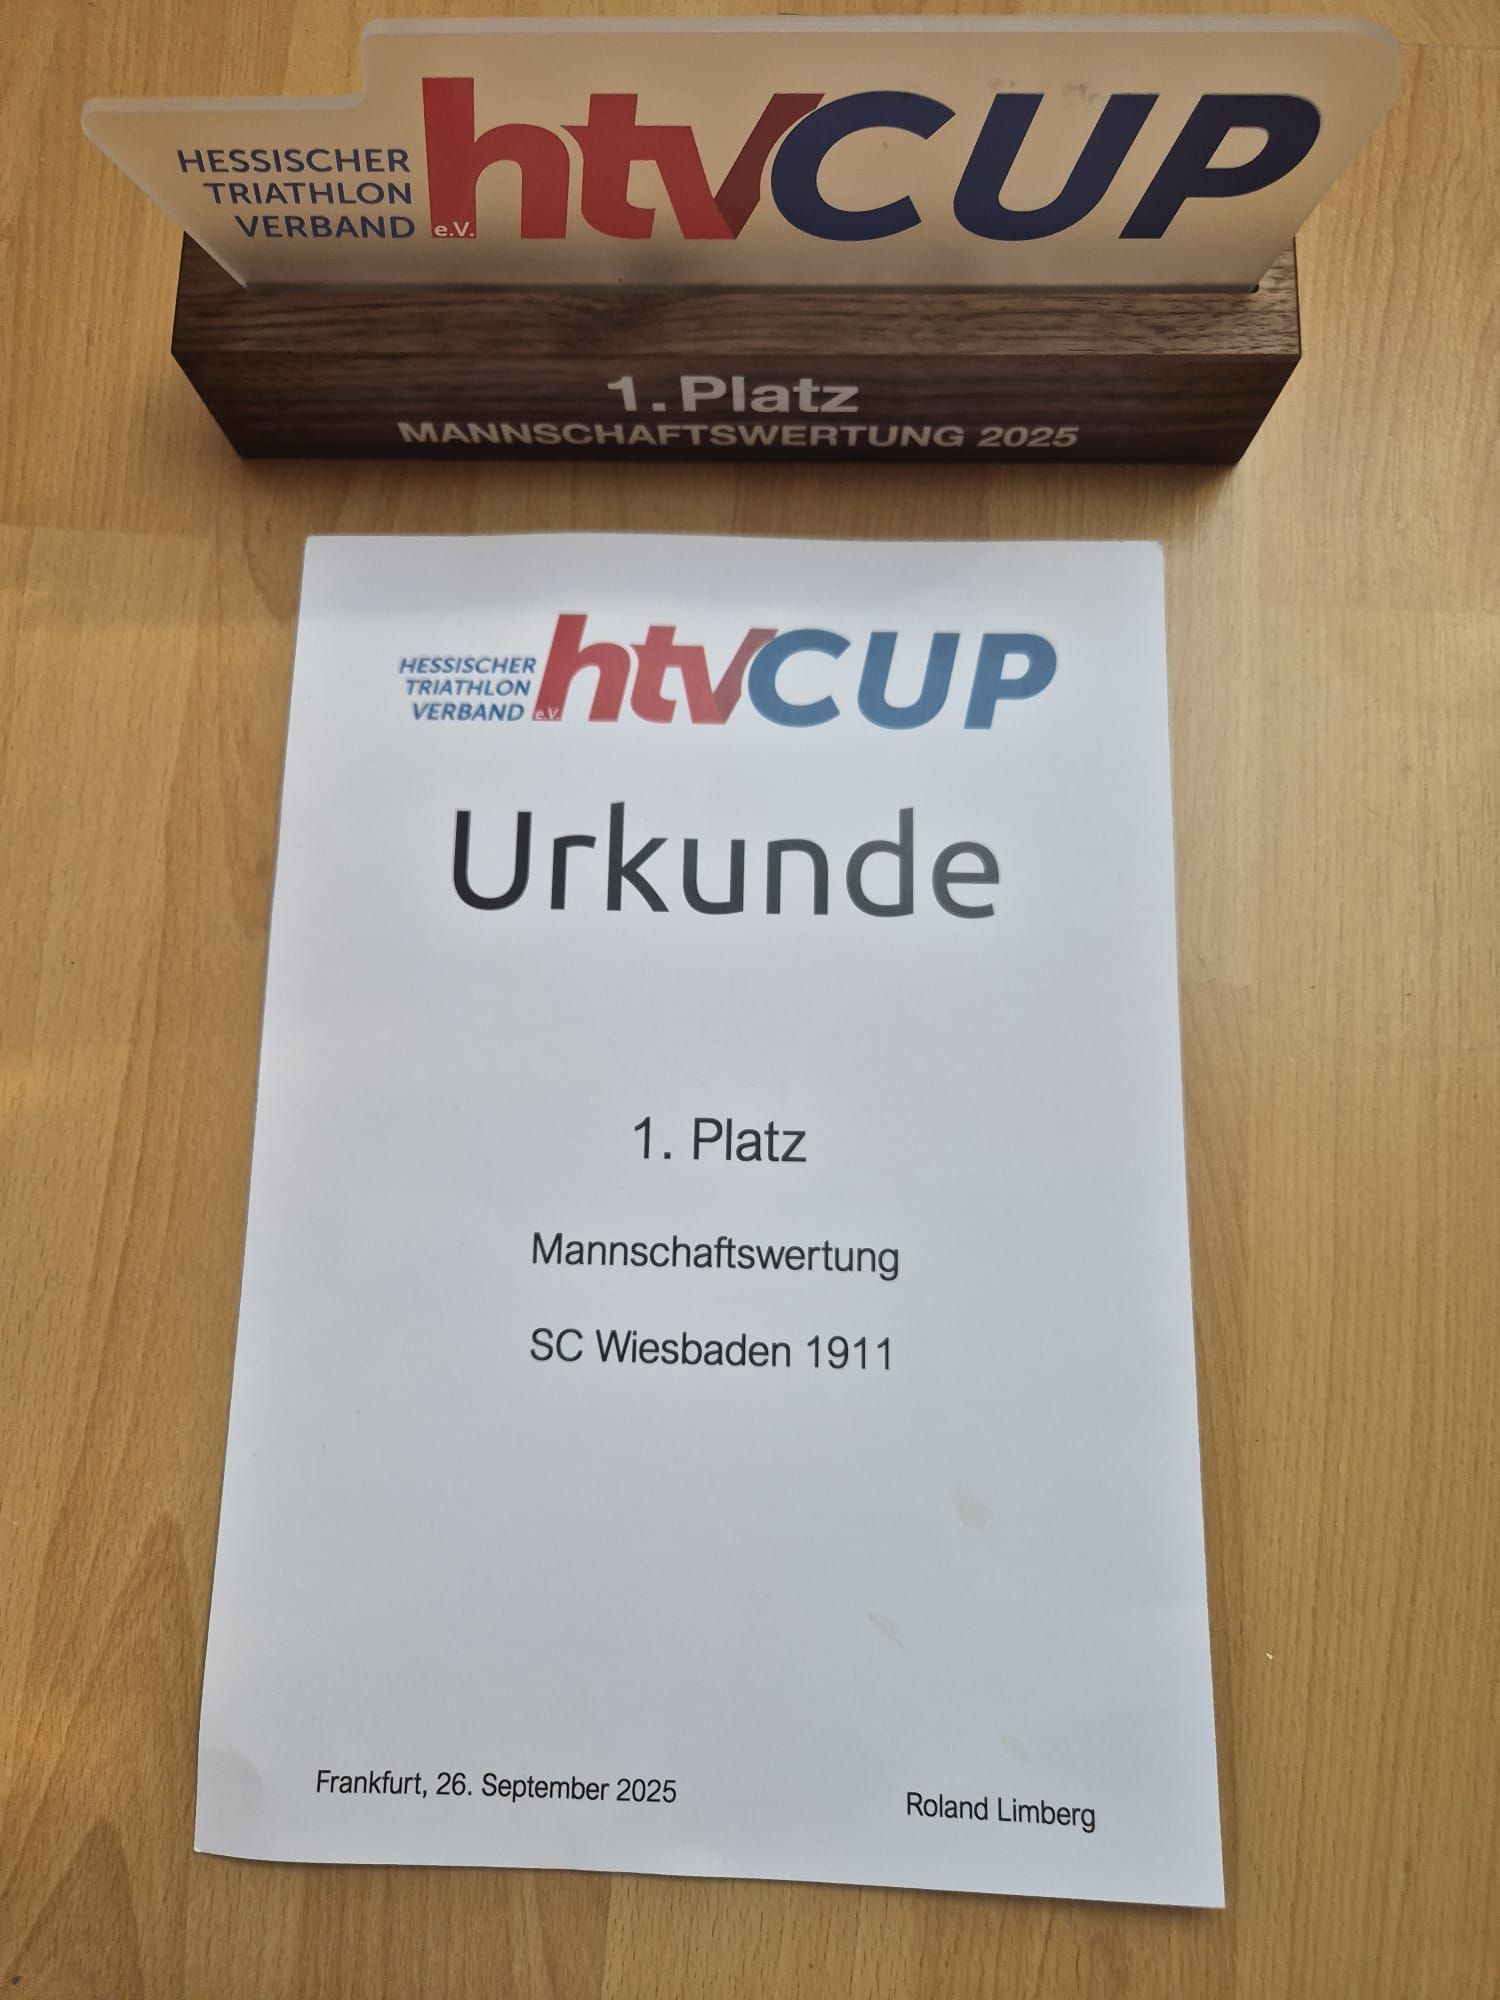 HESSISCHER
TRIATHLON
VERBAND e.V. htvCUP
1. Platz
MANNSCHAFTSWERTUNG 2025
HESSISCHER
TRIATHLON
VERBAND e.V. htvCUP
Urkunde
1. Platz
Mannschaftswertung
SC Wiesbaden 1911
Frankfurt, 26. September 2025
Roland Limberg